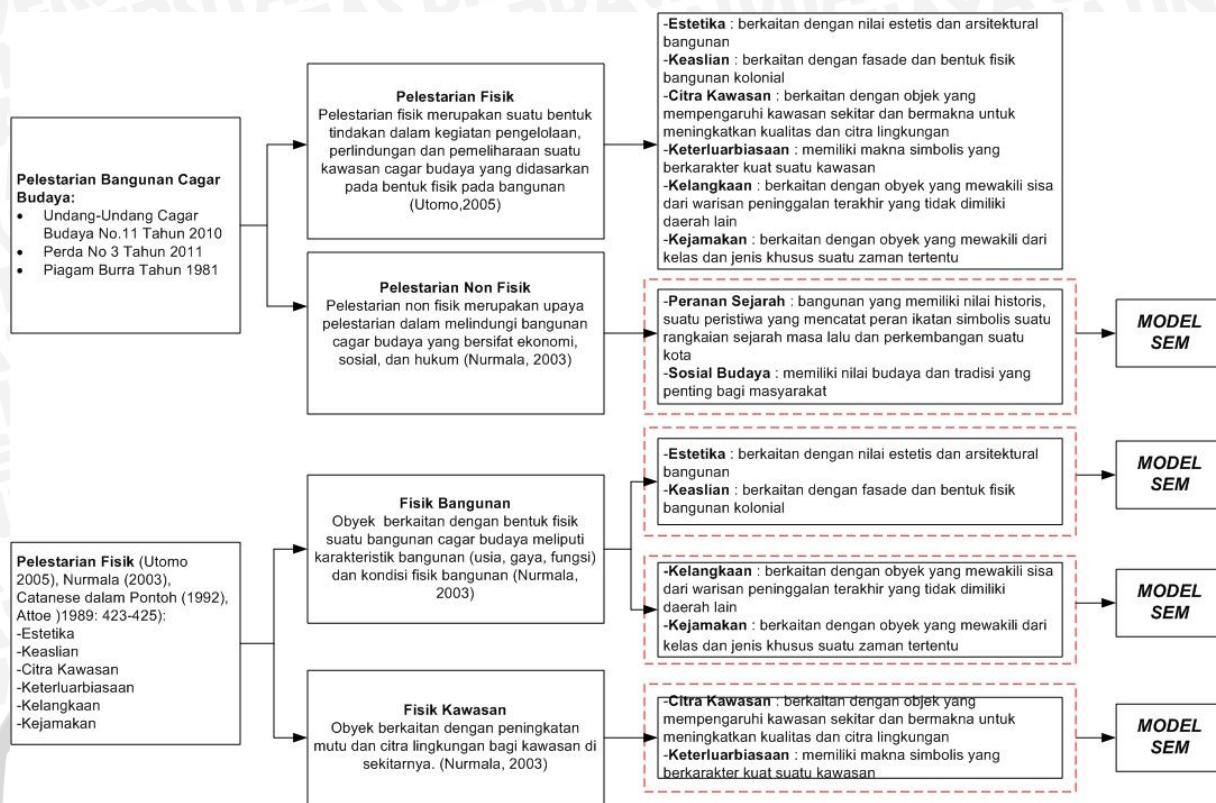 Pelestarian Bangunan Cagar
Budaya:
• Undang-Undang Cagar
Budaya No.11 Tahun 2010
• Perda No 3 Tahun 2011
• Piagam Burra Tahun 1981
Pelestarian Fisik
Pelestarian fisik merupakan suatu bentuk
tindakan dalam kegiatan pengelolaan,
perlindungan dan pemeliharaan suatu
kawasan cagar budaya yang didasarkan
pada bentuk fisik pada bangunan
(Utomo,2005)
-Estetika : berkaitan dengan nilai estetis dan arsitektural
bangunan
-Keaslian : berkaitan dengan fasade dan bentuk fisik
bangunan kolonial
-Citra Kawasan : berkaitan dengan objek yang
mempengaruhi kawasan sekitar dan bermakna untuk
meningkatkan kualitas dan citra lingkungan
-Keterluarbiasaan : memiliki makna simbolis yang
berkarakter kuat suatu kawasan
-Kelangkaan : berkaitan dengan obyek yang mewakili sisa
dari warisan peninggalan terakhir yang tidak dimiliki
daerah lain
-Kejamakan : berkaitan dengan obyek yang mewakili dari
kelas dan jenis khusus suatu zaman tertentu
Pelestarian Non Fisik
Pelestarian non fisik merupakan upaya
pelestarian dalam melindungi bangunan
cagar budaya yang bersifat ekonomi,
sosial, dan hukum (Nurmala, 2003)
-Peranan Sejarah : bangunan yang memiliki nilai historis,
suatu peristiwa yang mencatat peran ikatan simbolis suatu
rangkaian sejarah masa lalu dan perkembangan suatu
kota
-Sosial Budaya : memiliki nilai budaya dan tradisi yang
penting bagi masyarakat
MODEL
SEM
Pelestarian Fisik (Utomo
2005), Nurmala (2003),
Catanese dalam Pontoh (1992),
Attoe )1989: 423-425):
-Estetika
-Keaslian
-Citra Kawasan
-Keterluarbiasaan
-Kelangkaan
-Kejamakan
Fisik Bangunan
Obyek berkaitan dengan bentuk fisik
suatu bangunan cagar budaya meliputi
karakteristik bangunan (usia, gaya, fungsi)
dan kondisi fisik bangunan (Nurmala,
2003)
-Estetika : berkaitan dengan nilai estetis dan arsitektural
bangunan
-Keaslian : berkaitan dengan fasade dan bentuk fisik
bangunan kolonial
MODEL
SEM
-Kelangkaan : berkaitan dengan obyek yang mewakili sisa
dari warisan peninggalan terakhir yang tidak dimiliki
daerah lain
-Kejamakan : berkaitan dengan obyek yang mewakili dari
kelas dan jenis khusus suatu zaman tertentu
MODEL
SEM
Fisik Kawasan
Obyek berkaitan dengan peningkatan
mutu dan citra lingkungan bagi kawasan di
sekitarnya. (Nurmala, 2003)
-Citra Kawasan : berkaitan dengan objek yang
mempengaruhi kawasan sekitar dan bermakna untuk
meningkatkan kualitas dan citra lingkungan
-Keterluarbiasaan : memiliki makna simbolis yang
berkarakter kuat suatu kawasan
MODEL
SEM